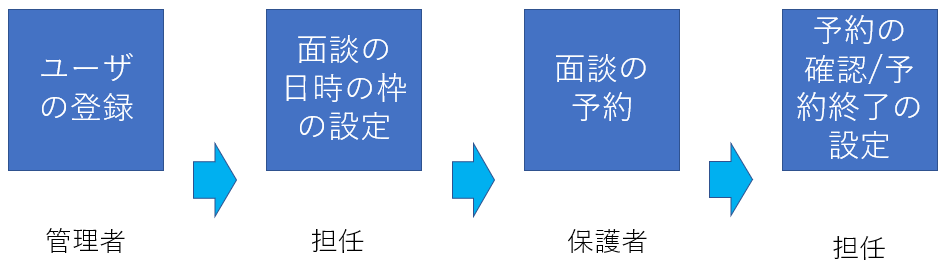 ユーザ
の登録
面談の
日時の枠
の設定
面談の
予約
予約の
確認/予
約終了の
設定
管理者
担任
保護者
担任